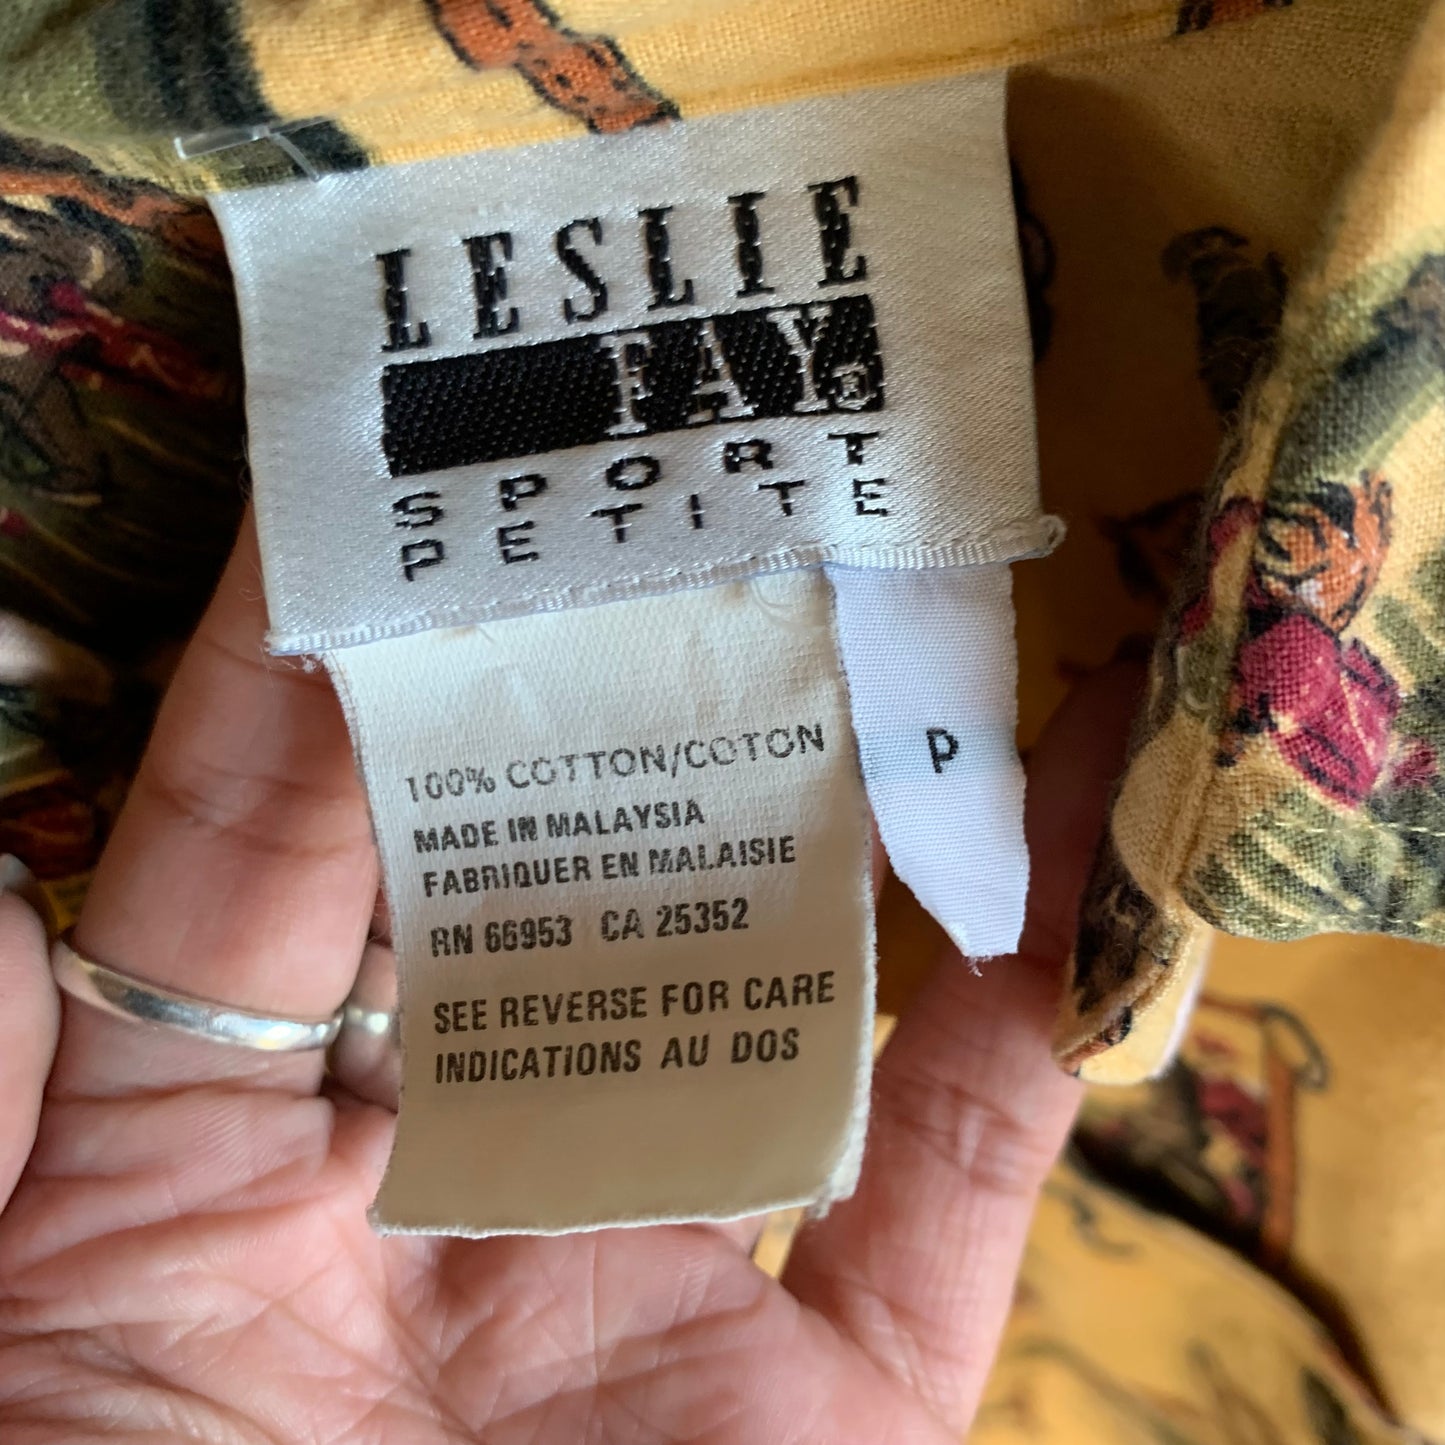 LESLIE
FAY®
SPORT
PETITE
P
100% COTTON/COTON
MADE IN MALAYSIA
FABRIQUER EN MALAISIE
RN 66953 CA 25352
SEE REVERSE FOR CARE
INDICATIONS AU DOS